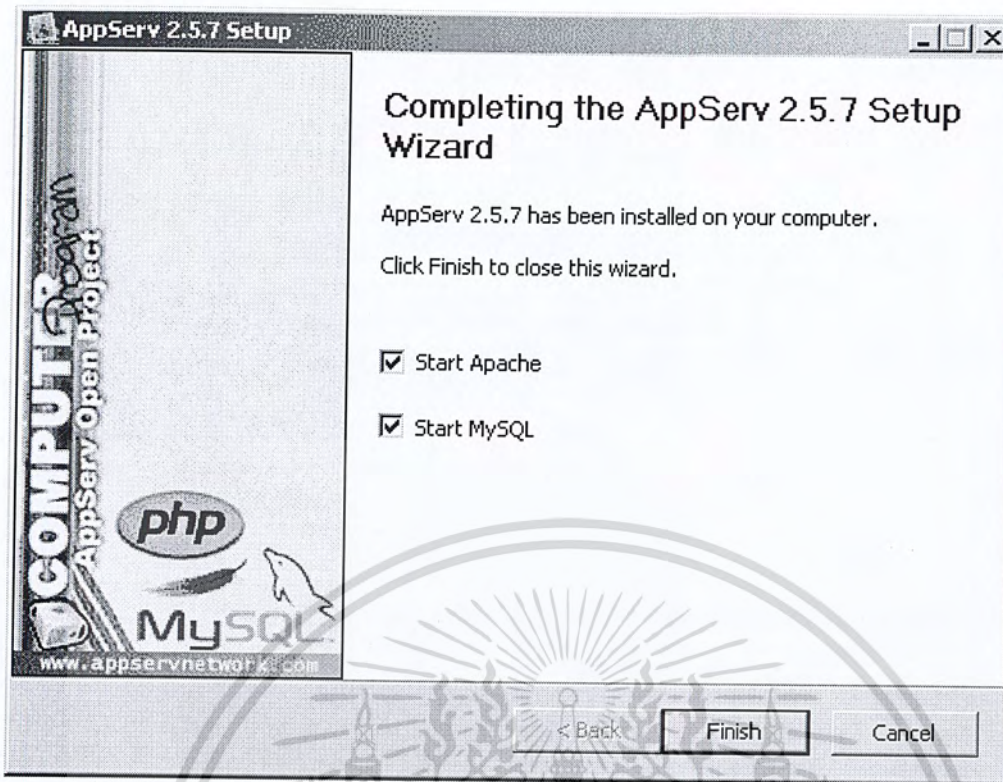 AppServ 2.5.7 Setup
Completing the AppServ 2.5.7 Setup
Wizard
AppServ 2.5.7 has been installed on your computer.
Click Finish to close this wizard.
Start Apache
Start MySQL
COMPUTER
Program
AppServ Open Project
php
MySQL
www.appservnetwork.com
< Back
Finish
Cancel